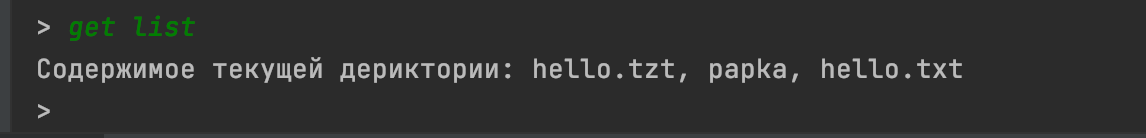 > get list
Содержимое текущей дериктории: hello.tzt, papka, hello.txt
>